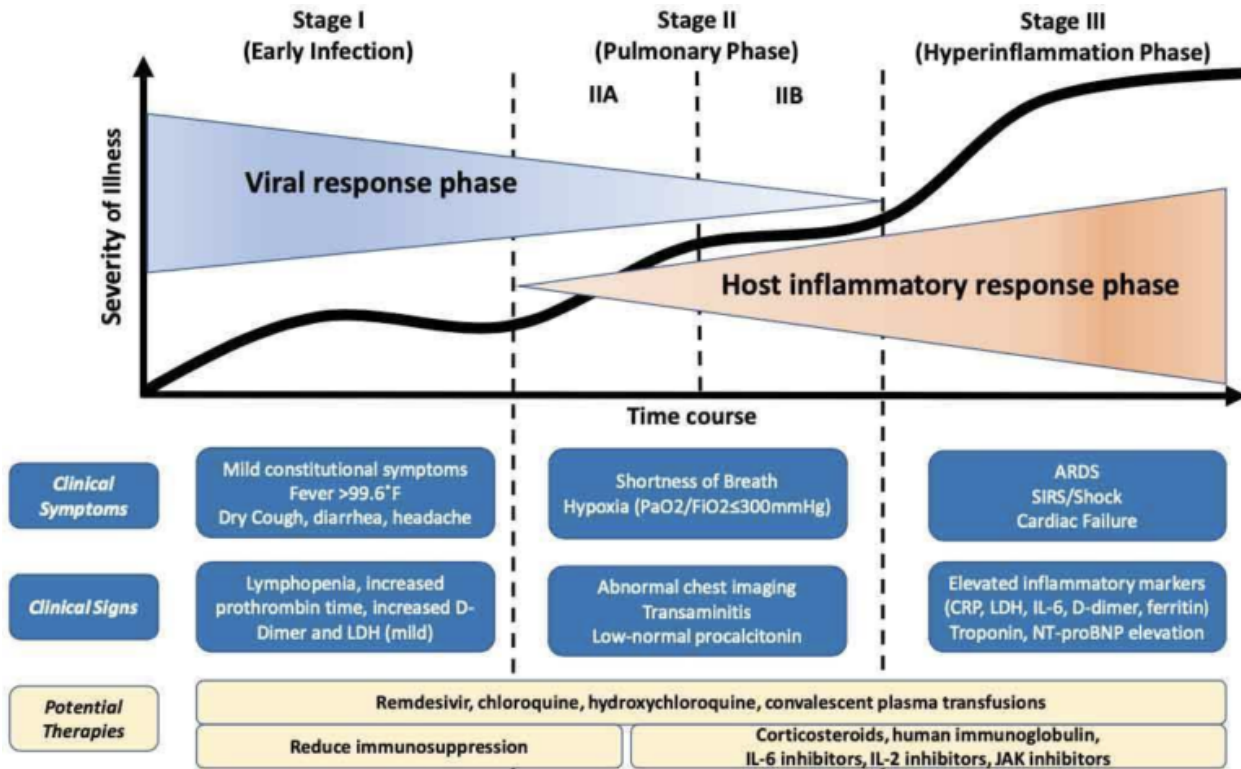 Stage I
(Early Infection)
Stage II
(Pulmonary Phase)
Stage III
(Hyperinflammation Phase)
IIA
IIB
Severity of Illness
Viral response phase
Host inflammatory response phase
Time course
Clinical
Symptoms
Mild constitutional symptoms
Fever >99.6°F
Dry Cough, diarrhea, headache
Shortness of Breath
Hypoxia (PaO2/FiO2≤300mmHg)
ARDS
SIRS/Shock
Cardiac Failure
Clinical Signs
Lymphopenia, increased
prothrombin time, increased D-
Dimer and LDH (mild)
Abnormal chest imaging
Transaminitis
Low-normal procalcitonin
Elevated inflammatory markers
(CRP, LDH, IL-6, D-dimer, ferritin)
Troponin, NT-proBNP elevation
Potential
Therapies
Remdesivir, chloroquine, hydroxychloroquine, convalescent plasma transfusions
Reduce immunosuppression
Corticosteroids, human immunoglobulin,
IL-6 inhibitors, IL-2 inhibitors, JAK inhibitors